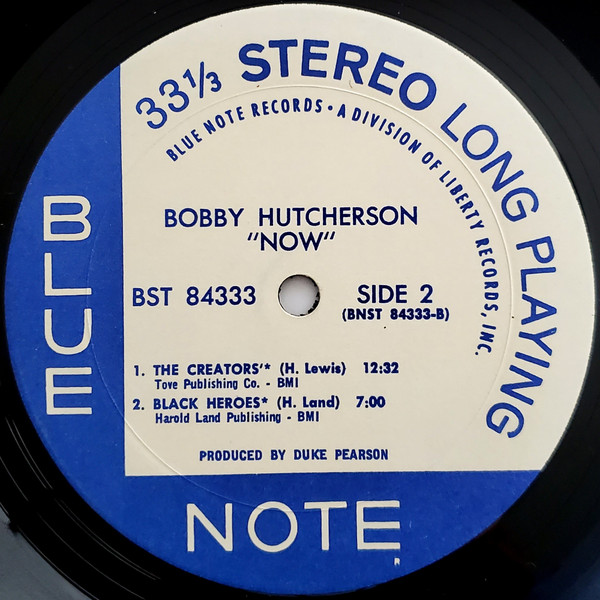 33⅓ STEREO LONG PLAYING
BLUE NOTE RECORDS • A DIVISION OF LIBERTY RECORDS, INC.
BOBBY HUTCHERSON
"NOW"
BST 84333
SIDE 2
(BNST 84333-B)
1. THE CREATORS'* (H. Lewis) 12:32
Tove Publishing Co. - BMI
2. BLACK HEROES* (H. Land) 7:00
Harold Land Publishing - BMI
PRODUCED BY DUKE PEARSON
BLUE
NOTE